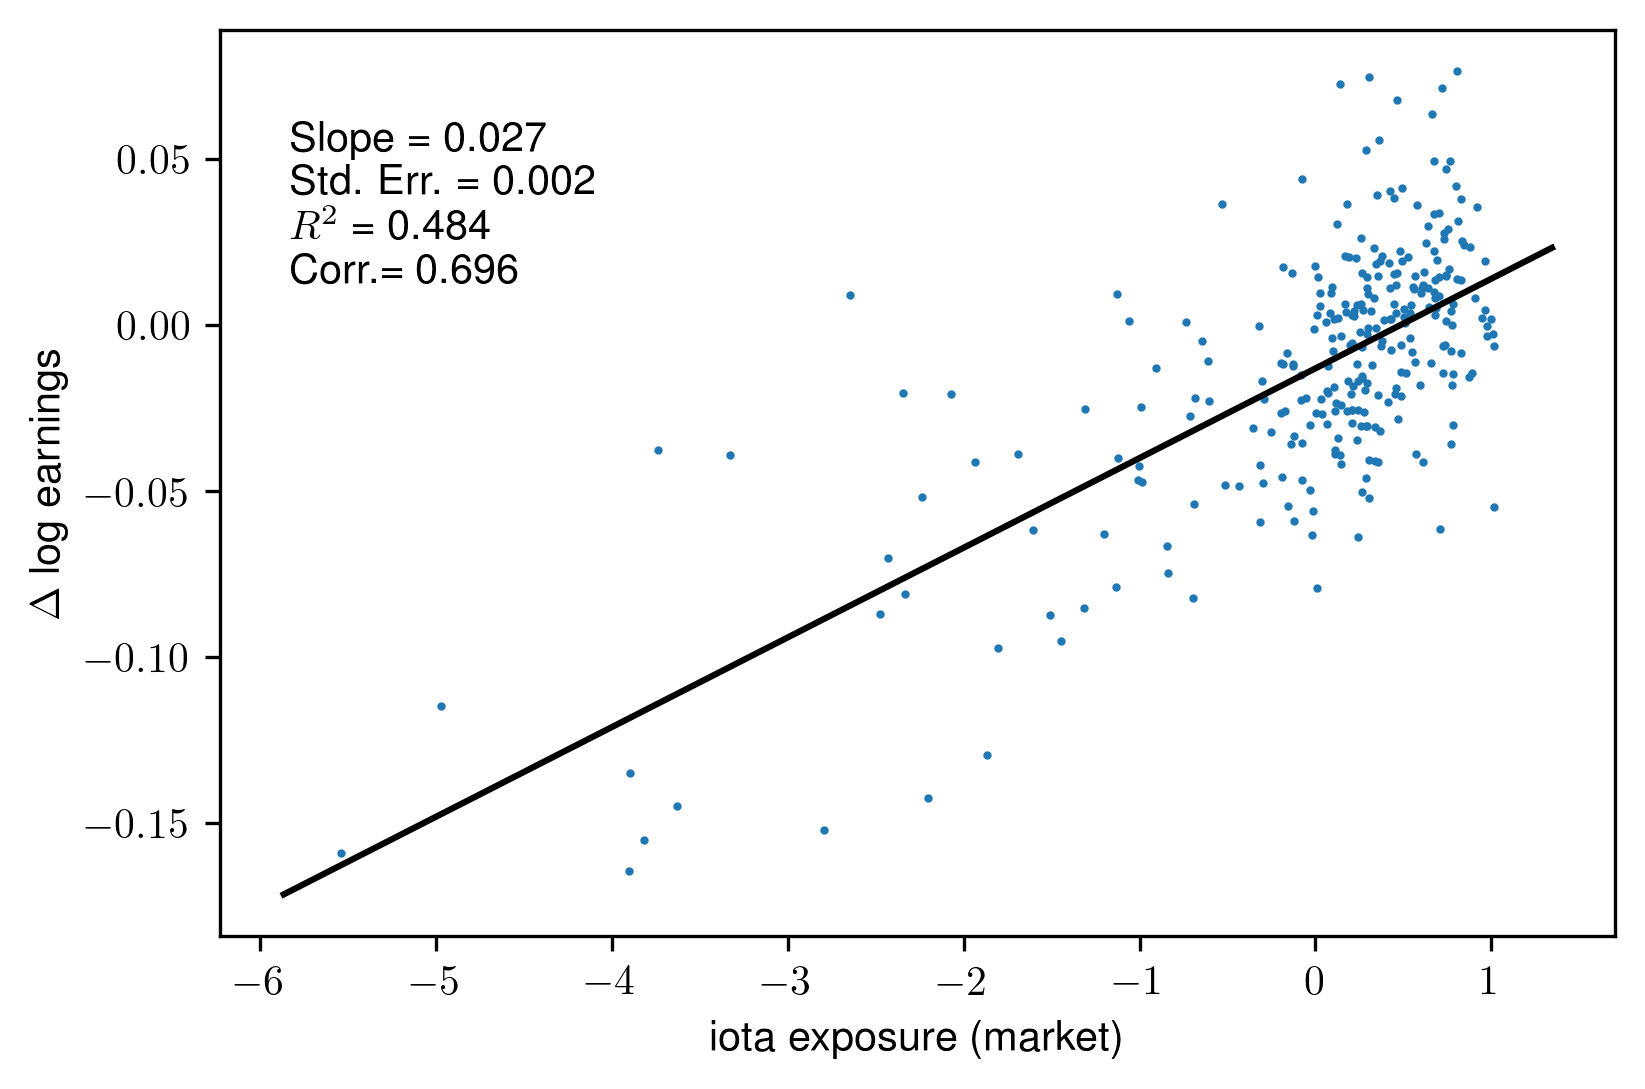 Slope = 0.027
Std. Err. = 0.002
R² = 0.484
Corr.= 0.696
0.05
0.00
−0.05
−0.10
−0.15
Δ log earnings
−6 −5 −4 −3 −2 −1 0 1
iota exposure (market)